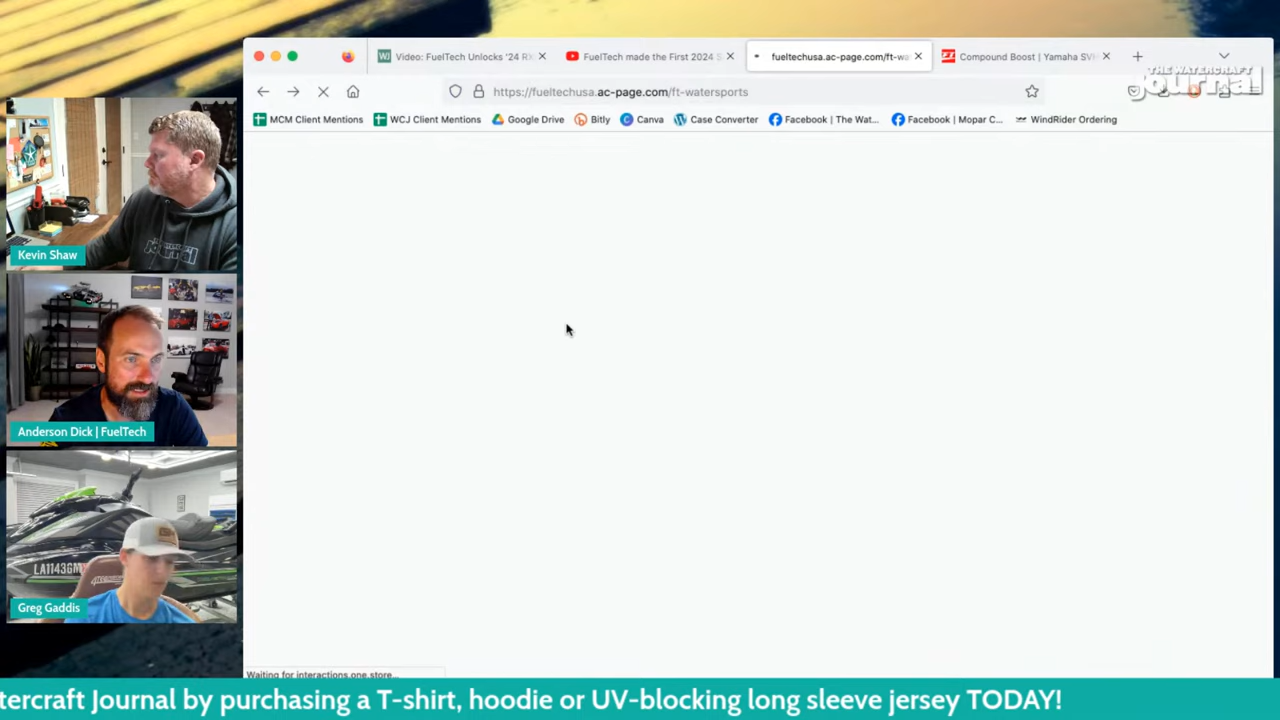 Video: FuelTech Unlocks '24 R
FuelTech made the First 2024 S
fueltechusa.ac-page.com/ft-wa
Compound Boost | Yamaha SVH
THE WATERCRAFT
Journal
https://fueltechusa.ac-page.com/ft-watersports
MCM Client Mentions
WCJ Client Mentions
Google Drive
Bitly
Canva
Case Converter
Facebook | The Wat...
Facebook | Mopar C...
WindRider Ordering
Kevin Shaw
Anderson Dick | FuelTech
LA1143GM
Greg Gaddis
Waiting for interactions.one.store...
tercraft Journal by purchasing a T-shirt, hoodie or UV-blocking long sleeve jersey TODAY!